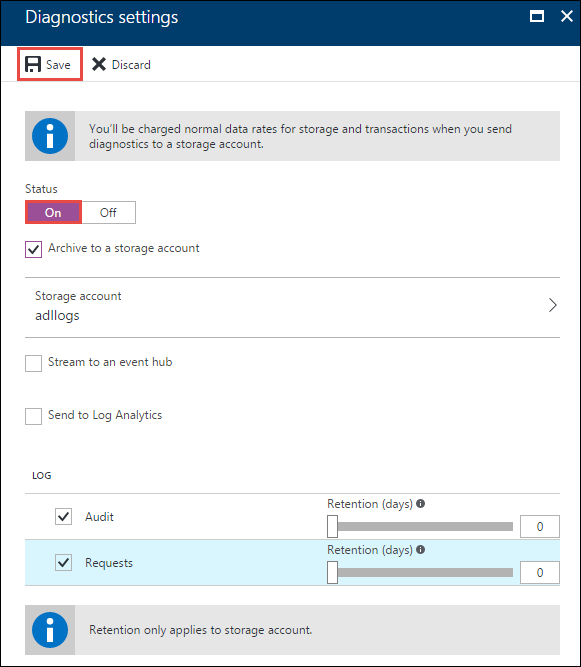 Diagnostics settings
Save
Discard
You'll be charged normal data rates for storage and transactions when you send
diagnostics to a storage account.
Status
On
Off
Archive to a storage account
Storage account
adllogs
Stream to an event hub
Send to Log Analytics
LOG
Audit
Retention (days)
0
Requests
Retention (days)
0
Retention only applies to storage account.